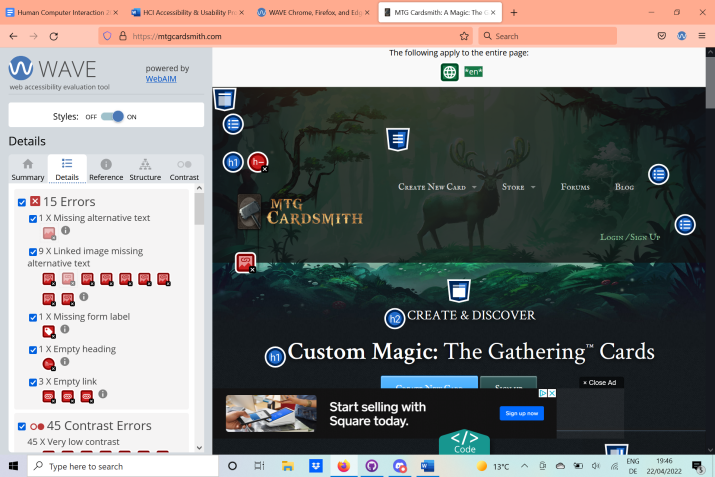 Human Computer Interaction 2
HCI Accessibility & Usability Pr
WAVE Chrome, Firefox, and Ed
MTG Cardsmith: A Magic: The G
https://mtgcardsmith.com
Search
WAVE
powered by
WebAIM
web accessibility evaluation tool
Styles: OFF ON
Details
Summary Details Reference Structure Contrast
15 Errors
1 X Missing alternative text
9 X Linked image missing
alternative text
1 X Missing form label
1 X Empty heading
3 X Empty link
45 Contrast Errors
45 X Very low contrast
The following apply to the entire page:
*en*
h1 h-
MTG
CARDSMITH
CREATE NEW CARD STORE FORUMS BLOG
LOGIN / SIGN UP
h2 CREATE & DISCOVER
h1 Custom Magic: The Gathering™ Cards
CREATE NEW CARD
× Close Ad
Start selling with
Square today.
Sign up now
</>
Code
Type here to search
13°C
ENG
DE
19:46
22/04/2022
5